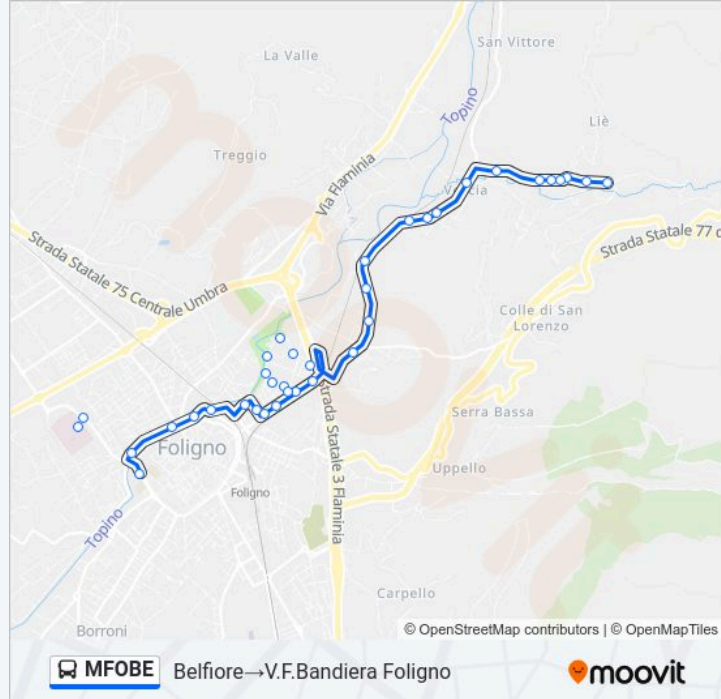 San Vittore
La Valle
Topino
Liè
Treggio
Via Flaminia
Strada Statale 77 d
Strada Statale 75 Centrale Umbra
Colle di San
Lorenzo
Serra Bassa
Foligno
Strada Statale 3 Flaminia
Uppello
Foligno
Topino
Carpello
Borroni
© OpenStreetMap contributors | © OpenMapTiles
MFOBE
Belfiore→V.F.Bandiera Foligno
moovit